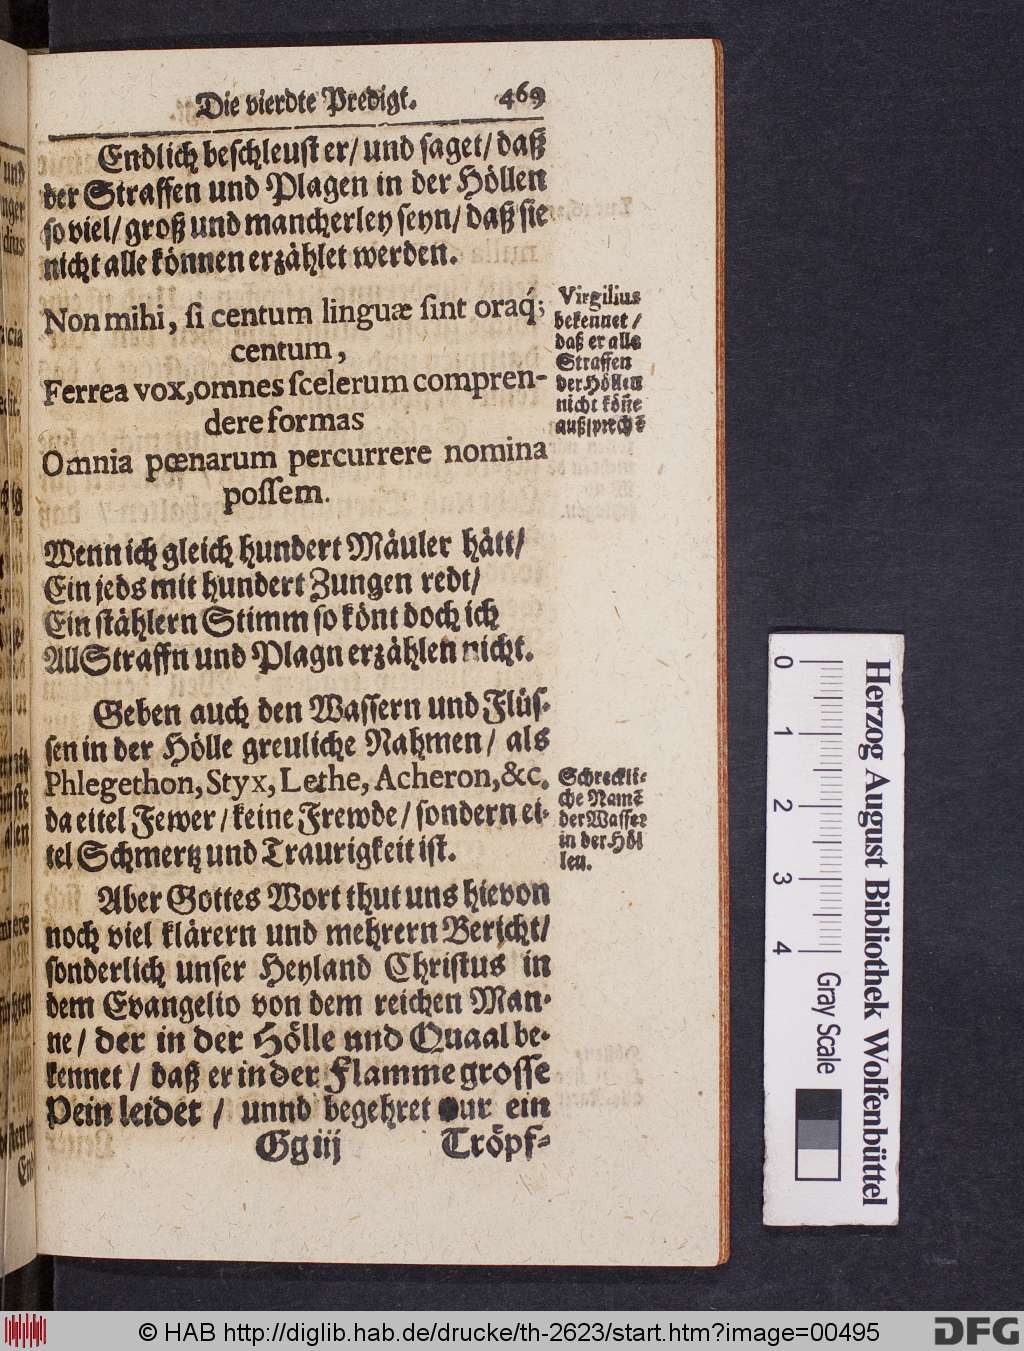 Die vierdte Predigt. 469
Endlich beschleust er/ und saget/ daß
der Straffen und Plagen in der Höllen
so viel/ groß und mancherley seyn/ daß sie
nicht alle können erzählet werden.
Non mihi, ſi centum linguæ ſint oraq́;
centum,
Ferrea vox, omnes ſcelerum compren-
dere formas
Omnia pœnarum percurrere nomina
poſſem.
Virgilius
bekennet /
daß er alle
Straffen
der Höllen
nicht köñe
außsprechẽ
Wenn ich gleich hundert Mäuler hätt/
Ein jeds mit hundert Zungen redt/
Ein stählern Stimm so könt doch ich
All Straffn und Plagn erzählen nicht.
Geben auch den Wassern und Flüs-
sen in der Hölle greuliche Nahmen/ als
Phlegethon, Styx, Lethe, Acheron, &c.
da eitel Fewer / keine Frewde / sondern ei-
tel Schmertz und Traurigkeit ist.
Schreckli-
che Namẽ
der Wasser
in der Höl
len.
Aber Gottes Wort thut uns hievon
noch viel klärern und mehrern Bericht/
sonderlich unser Heyland Christus in
dem Evangelio von dem reichen Man-
ne / der in der Hölle und Quaal be-
kennet / daß er in der Flamme grosse
Pein leidet / unnd begehret nur ein
Gg iij Tröpf-
0 1 2 3 4
Gray Scale
Herzog August Bibliothek Wolfenbüttel
© HAB http://diglib.hab.de/drucke/th-2623/start.htm?image=00495
DFG